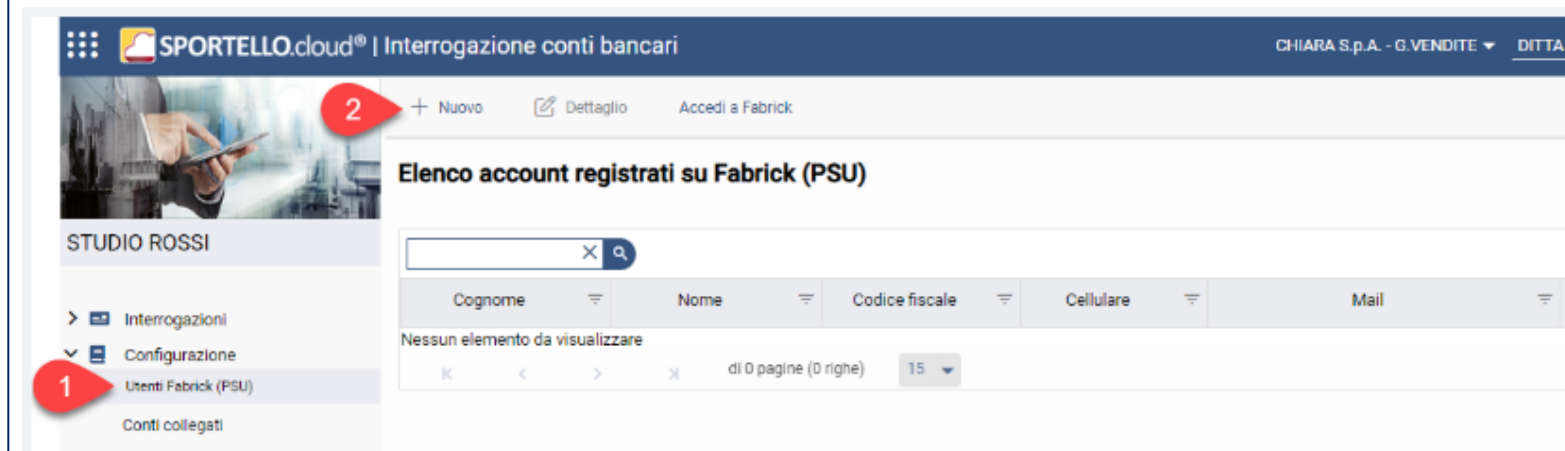 SPORTELLO.cloud® | Interrogazione conti bancari
CHIARA S.p.A. - G.VENDITE
DITTA
2
Nuovo
Dettaglio
Accedi a Fabrick
Elenco account registrati su Fabrick (PSU)
STUDIO ROSSI
Cognome
Nome
Codice fiscale
Cellulare
Mail
Nessun elemento da visualizzare
di 0 pagine (0 righe)
15
Interrogazioni
Configurazione
1
Utenti Fabrick (PSU)
Conti collegati